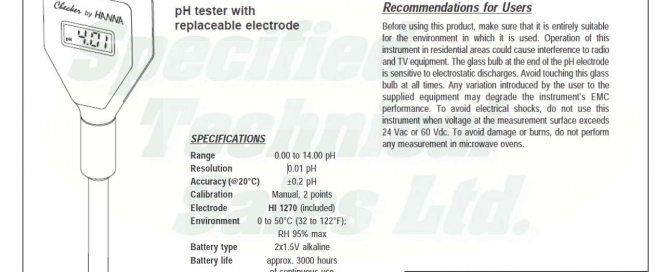 Checker by HANNA
pH 4.01
pH tester with
replaceable electrode
SPECIFICATIONS
Range 0.00 to 14.00 pH
Resolution 0.01 pH
Accuracy (@20°C) ±0.2 pH
Calibration Manual, 2 points
Electrode HI 1270 (included)
Environment 0 to 50°C (32 to 122°F);
RH 95% max
Battery type 2x1.5V alkaline
Battery life approx. 3000 hours
of continuous use
Recommendations for Users
Before using this product, make sure that it is entirely suitable
for the environment in which it is used. Operation of this
instrument in residential areas could cause interference to radio
and TV equipment. The glass bulb at the end of the pH electrode
is sensitive to electrostatic discharges. Avoid touching this glass
bulb at all times. Any variation introduced by the user to the
supplied equipment may degrade the instrument's EMC
performance. To avoid electrical shocks, do not use this
instrument when voltage at the measurement surface exceeds
24 Vac or 60 Vdc. To avoid damage or burns, do not perform
any measurement in microwave ovens.
Specified
Technical
Sales Ltd.